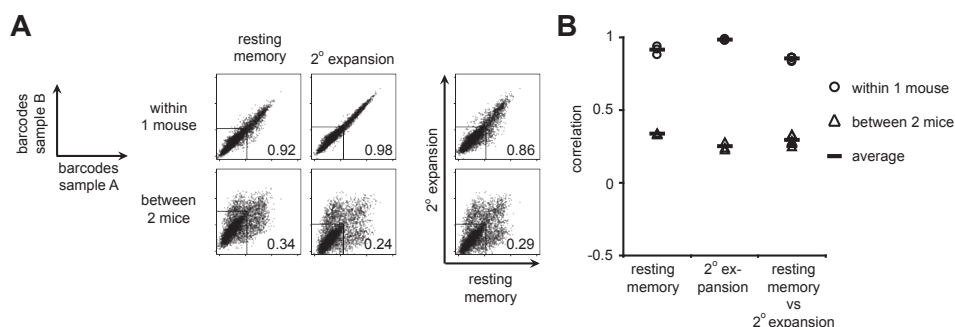 A
barcodes
sample B
barcodes
sample A
resting
memory
2° expansion
within
1 mouse
0.92
0.98
between
2 mice
0.34
0.24
2° expansion
0.86
0.29
resting
memory
B
correlation
1
0.5
0
-0.5
resting
memory
2° ex-
pansion
resting
memory
vs
2° expansion
within 1 mouse
between 2 mice
average